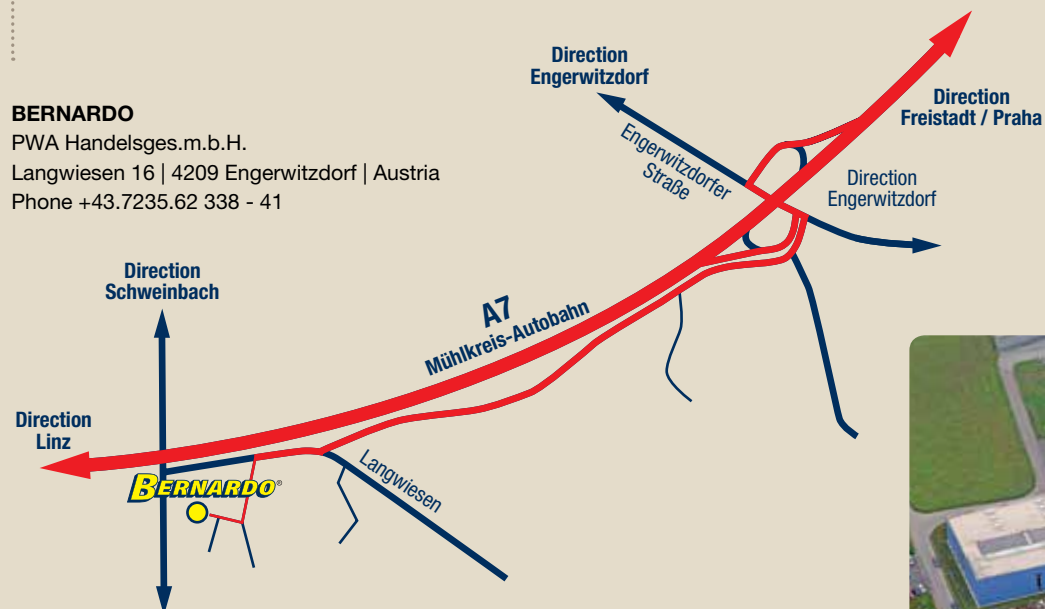 BERNARDO
PWA Handelsges.m.b.H.
Langwiesen 16 | 4209 Engerwitzdorf | Austria
Phone +43.7235.62 338 - 41
Direction
Engerwitzdorf
Direction
Freistadt / Praha
Engerwitzdorfer
Straße
Direction
Engerwitzdorf
Direction
Schweinbach
A7
Mühlkreis-Autobahn
Direction
Linz
BERNARDO®
Langwiesen